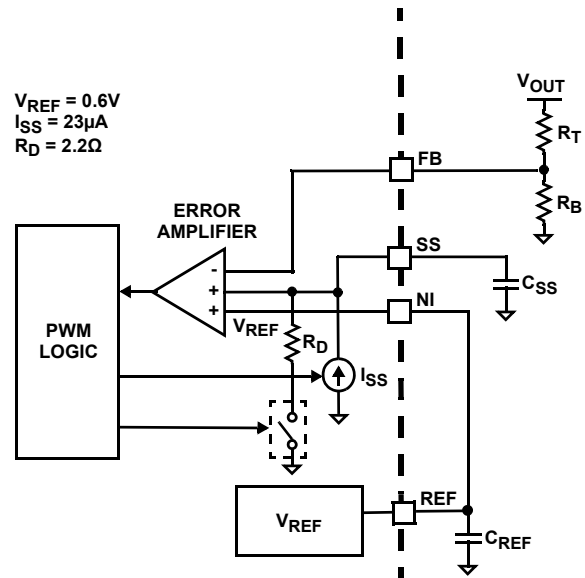 V_REF = 0.6V
I_SS = 23µA
R_D = 2.2Ω
V_OUT
R_T
FB
R_B
ERROR
AMPLIFIER
SS
-
+
+
C_SS
NI
V_REF
R_D
I_SS
PWM
LOGIC
REF
V_REF
C_REF